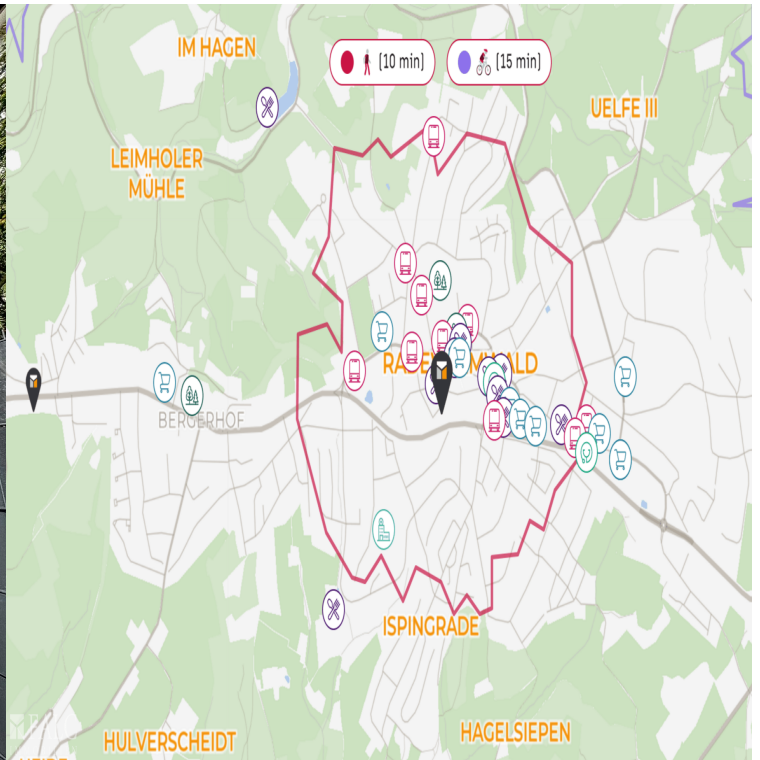 IM HAGEN
(10 min)
(15 min)
UELFE III
LEIMHOLER
MÜHLE
BERGERHOF
ISPINGRADE
HULVERSCHEIDT
HAGELSIEPEN